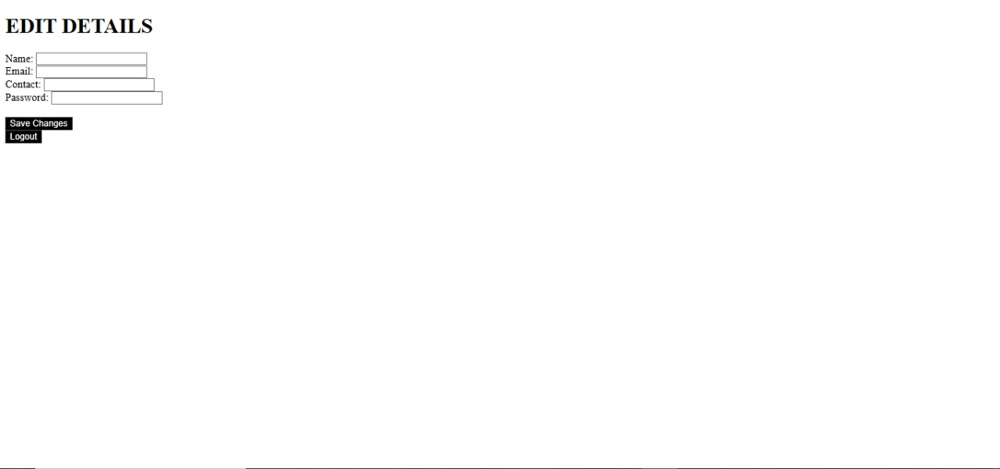 EDIT DETAILS
Name:
Email:
Contact:
Password:
Save Changes
Logout